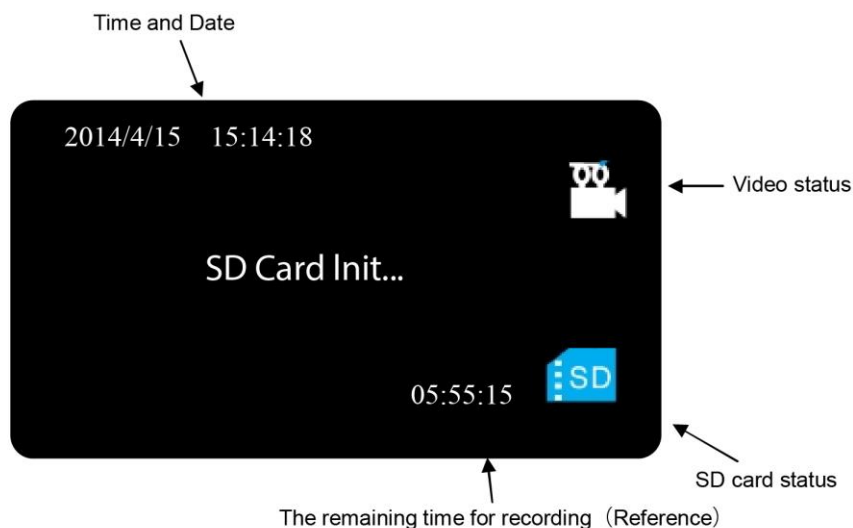 Time and Date
2014/4/15 15:14:18
Video status
SD Card Init...
SD
05:55:15
SD card status
The remaining time for recording（Reference）